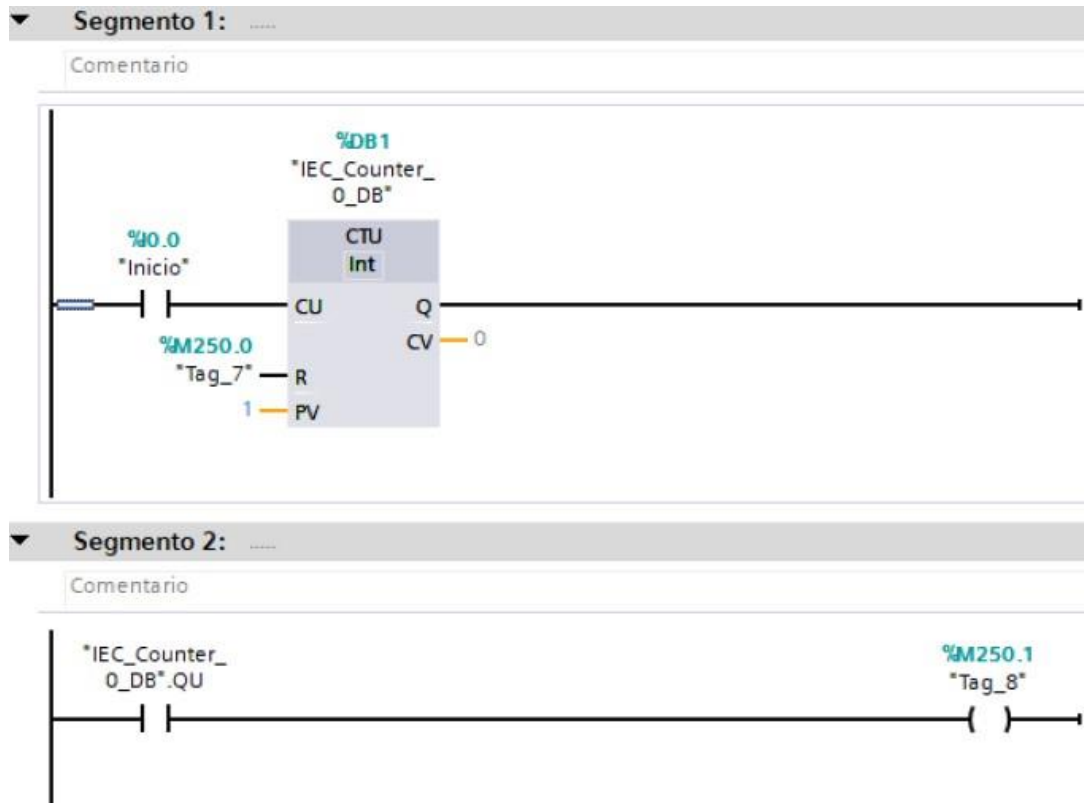 Segmento 1: .....
Comentario
%DB1
"IEC_Counter_
0_DB"
%I0.0
"Inicio"
CTU
Int
CU
Q
CV
0
%M250.0
"Tag_7"
R
1
PV
Segmento 2: .....
Comentario
"IEC_Counter_
0_DB".QU
%M250.1
"Tag_8"